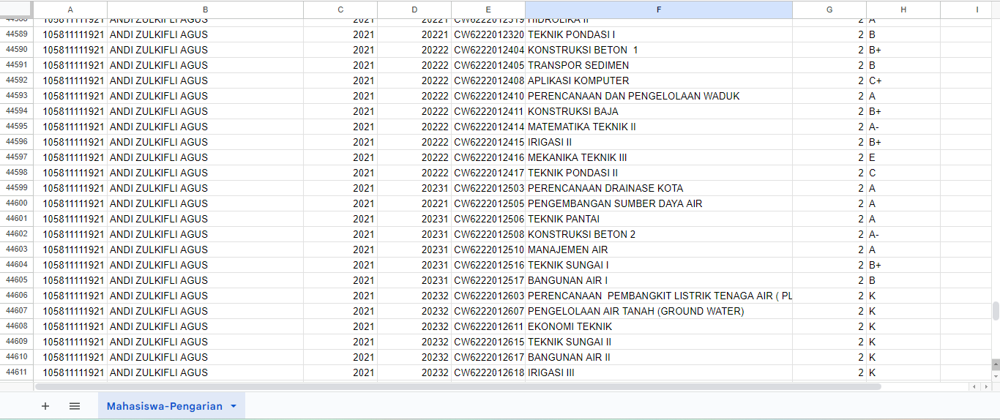 A B C D E F G H I
44588 105811111921 ANDI ZULKIFLI AGUS 2021 20221 CW6222012319 HIDROLIKA II 2 A
44589 105811111921 ANDI ZULKIFLI AGUS 2021 20221 CW6222012320 TEKNIK PONDASI I 2 B
44590 105811111921 ANDI ZULKIFLI AGUS 2021 20222 CW6222012404 KONSTRUKSI BETON  1 2 B+
44591 105811111921 ANDI ZULKIFLI AGUS 2021 20222 CW6222012405 TRANSPOR SEDIMEN 2 B
44592 105811111921 ANDI ZULKIFLI AGUS 2021 20222 CW6222012408 APLIKASI KOMPUTER 2 C+
44593 105811111921 ANDI ZULKIFLI AGUS 2021 20222 CW6222012410 PERENCANAAN DAN PENGELOLAAN WADUK 2 A
44594 105811111921 ANDI ZULKIFLI AGUS 2021 20222 CW6222012411 KONSTRUKSI BAJA 2 B+
44595 105811111921 ANDI ZULKIFLI AGUS 2021 20222 CW6222012414 MATEMATIKA TEKNIK II 2 A-
44596 105811111921 ANDI ZULKIFLI AGUS 2021 20222 CW6222012415 IRIGASI II 2 B+
44597 105811111921 ANDI ZULKIFLI AGUS 2021 20222 CW6222012416 MEKANIKA TEKNIK III 2 E
44598 105811111921 ANDI ZULKIFLI AGUS 2021 20222 CW6222012417 TEKNIK PONDASI II 2 C
44599 105811111921 ANDI ZULKIFLI AGUS 2021 20231 CW6222012503 PERENCANAAN DRAINASE KOTA 2 A
44600 105811111921 ANDI ZULKIFLI AGUS 2021 20221 CW6222012505 PENGEMBANGAN SUMBER DAYA AIR 2 A
44601 105811111921 ANDI ZULKIFLI AGUS 2021 20231 CW6222012506 TEKNIK PANTAI 2 A
44602 105811111921 ANDI ZULKIFLI AGUS 2021 20231 CW6222012508 KONSTRUKSI BETON 2 2 A-
44603 105811111921 ANDI ZULKIFLI AGUS 2021 20231 CW6222012510 MANAJEMEN AIR 2 A
44604 105811111921 ANDI ZULKIFLI AGUS 2021 20231 CW6222012516 TEKNIK SUNGAI I 2 B+
44605 105811111921 ANDI ZULKIFLI AGUS 2021 20231 CW6222012517 BANGUNAN AIR I 2 B
44606 105811111921 ANDI ZULKIFLI AGUS 2021 20232 CW6222012603 PERENCANAAN  PEMBANGKIT LISTRIK TENAGA AIR ( PL 2 K
44607 105811111921 ANDI ZULKIFLI AGUS 2021 20232 CW6222012607 PENGELOLAAN AIR TANAH (GROUND WATER) 2 K
44608 105811111921 ANDI ZULKIFLI AGUS 2021 20232 CW6222012611 EKONOMI TEKNIK 2 K
44609 105811111921 ANDI ZULKIFLI AGUS 2021 20232 CW6222012615 TEKNIK SUNGAI II 2 K
44610 105811111921 ANDI ZULKIFLI AGUS 2021 20232 CW6222012617 BANGUNAN AIR II 2 K
44611 105811111921 ANDI ZULKIFLI AGUS 2021 20232 CW6222012618 IRIGASI III 2 K
Mahasiswa-Pengarian